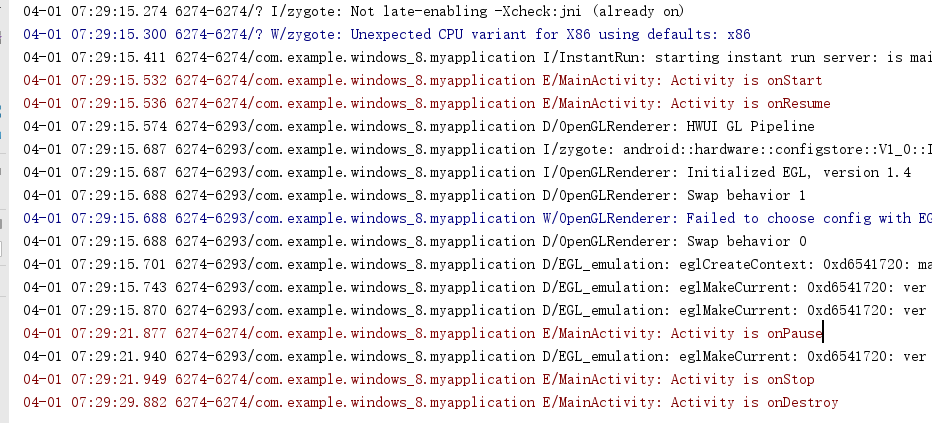 04-01 07:29:15.274 6274-6274/? I/zygote: Not late-enabling -Xcheck:jni (already on)
04-01 07:29:15.300 6274-6274/? W/zygote: Unexpected CPU variant for X86 using defaults: x86
04-01 07:29:15.411 6274-6274/com.example.windows_8.myapplication I/InstantRun: starting instant run server: is mai
04-01 07:29:15.532 6274-6274/com.example.windows_8.myapplication E/MainActivity: Activity is onStart
04-01 07:29:15.536 6274-6274/com.example.windows_8.myapplication E/MainActivity: Activity is onResume
04-01 07:29:15.574 6274-6293/com.example.windows_8.myapplication D/OpenGLRenderer: HWUI GL Pipeline
04-01 07:29:15.687 6274-6293/com.example.windows_8.myapplication I/zygote: android::hardware::configstore::V1_0::I
04-01 07:29:15.687 6274-6293/com.example.windows_8.myapplication I/OpenGLRenderer: Initialized EGL, version 1.4
04-01 07:29:15.688 6274-6293/com.example.windows_8.myapplication D/OpenGLRenderer: Swap behavior 1
04-01 07:29:15.688 6274-6293/com.example.windows_8.myapplication W/OpenGLRenderer: Failed to choose config with EG
04-01 07:29:15.688 6274-6293/com.example.windows_8.myapplication D/OpenGLRenderer: Swap behavior 0
04-01 07:29:15.701 6274-6293/com.example.windows_8.myapplication D/EGL_emulation: eglCreateContext: 0xd6541720: ma
04-01 07:29:15.743 6274-6293/com.example.windows_8.myapplication D/EGL_emulation: eglMakeCurrent: 0xd6541720: ver
04-01 07:29:15.870 6274-6293/com.example.windows_8.myapplication D/EGL_emulation: eglMakeCurrent: 0xd6541720: ver
04-01 07:29:21.877 6274-6274/com.example.windows_8.myapplication E/MainActivity: Activity is onPause
04-01 07:29:21.940 6274-6293/com.example.windows_8.myapplication D/EGL_emulation: eglMakeCurrent: 0xd6541720: ver
04-01 07:29:21.949 6274-6274/com.example.windows_8.myapplication E/MainActivity: Activity is onStop
04-01 07:29:29.882 6274-6274/com.example.windows_8.myapplication E/MainActivity: Activity is onDestroy